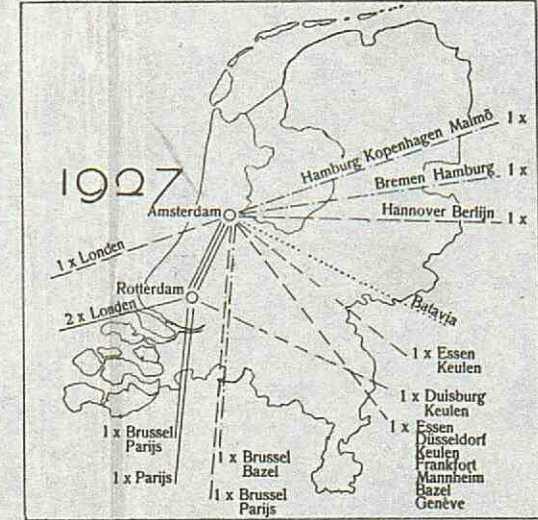 Hamburg Kopenhagen Malmö 1 x
1927
Bremen Hamburg 1 x
Amsterdam
Hannover Berlijn 1 x
1 x Londen
Rotterdam
2 x Londen
Batavia
1 x Essen
Keulen
1 x Duisburg
Keulen
1 x Brussel
Parijs
1 x Parijs
1 x Brussel
Bazel
1 x Brussel
Parijs
1 x Essen
Düsseldorf
Keulen
Frankfort
Mannheim
Bazel
Genève